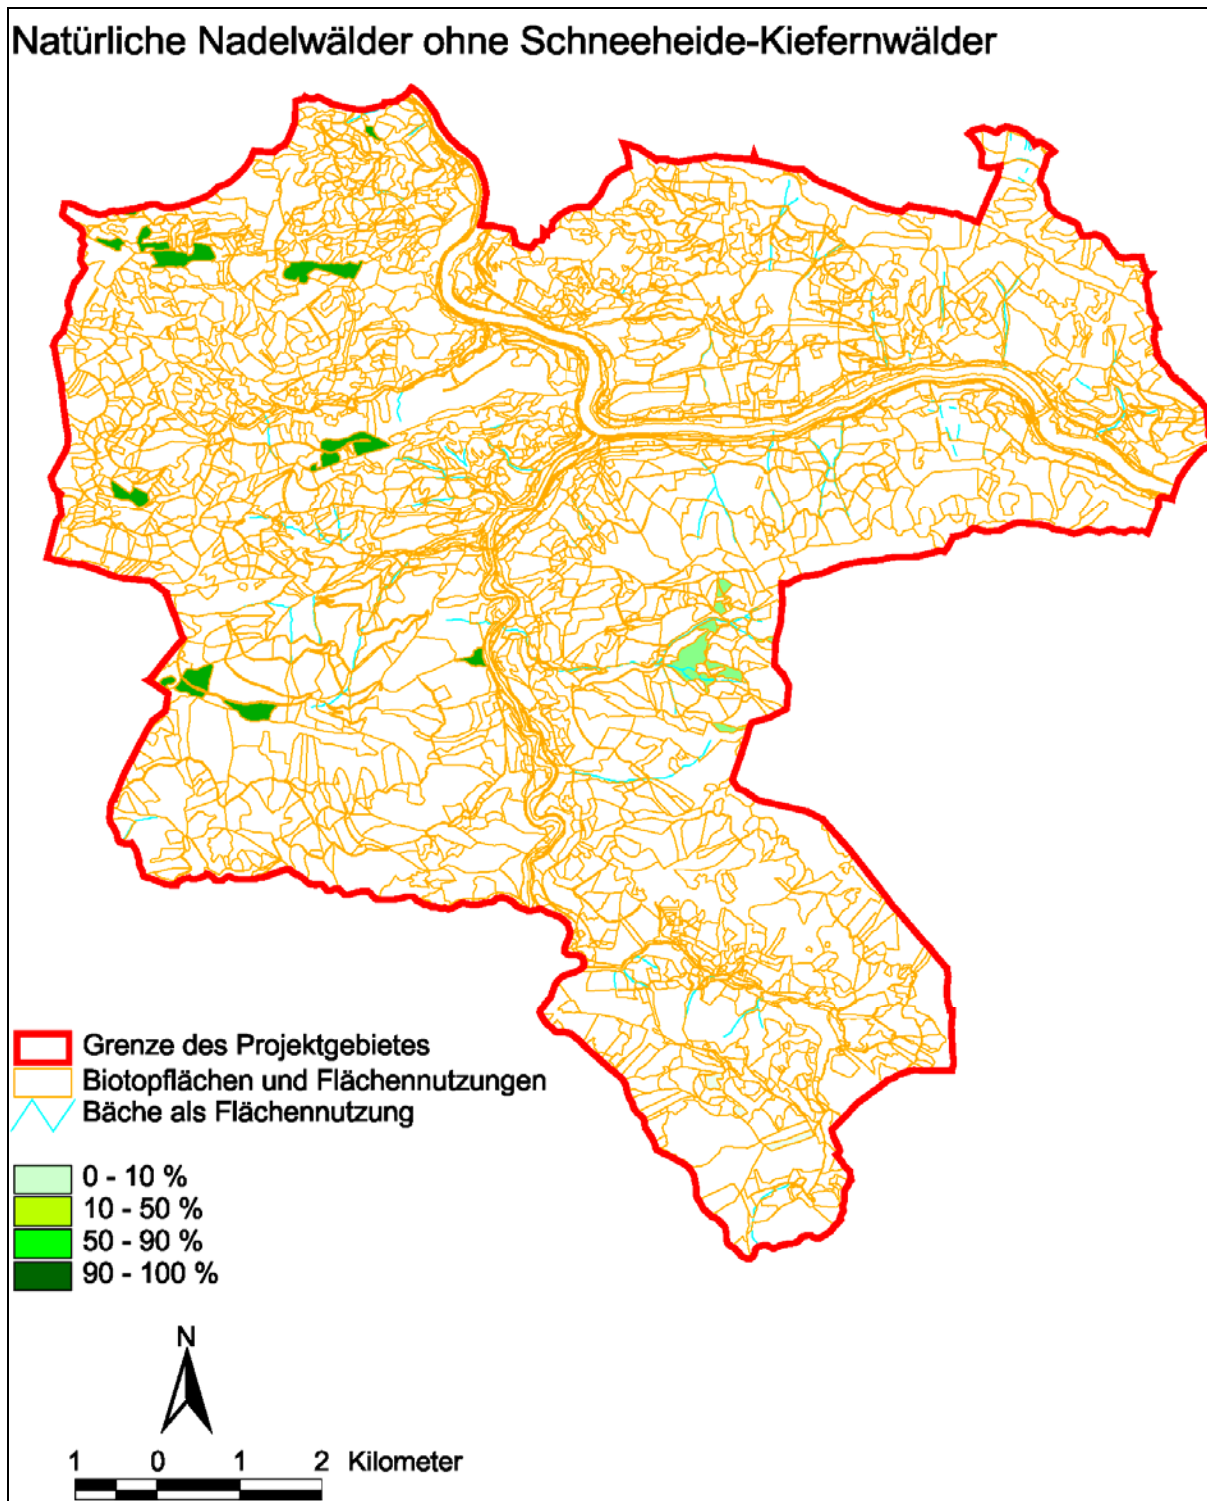 Natürliche Nadelwälder ohne Schneeheide-Kiefernwälder
Grenze des Projektgebietes
Biotopflächen und Flächennutzungen
Bäche als Flächennutzung
0 - 10 %
10 - 50 %
50 - 90 %
90 - 100 %
N
1 0 1 2 Kilometer